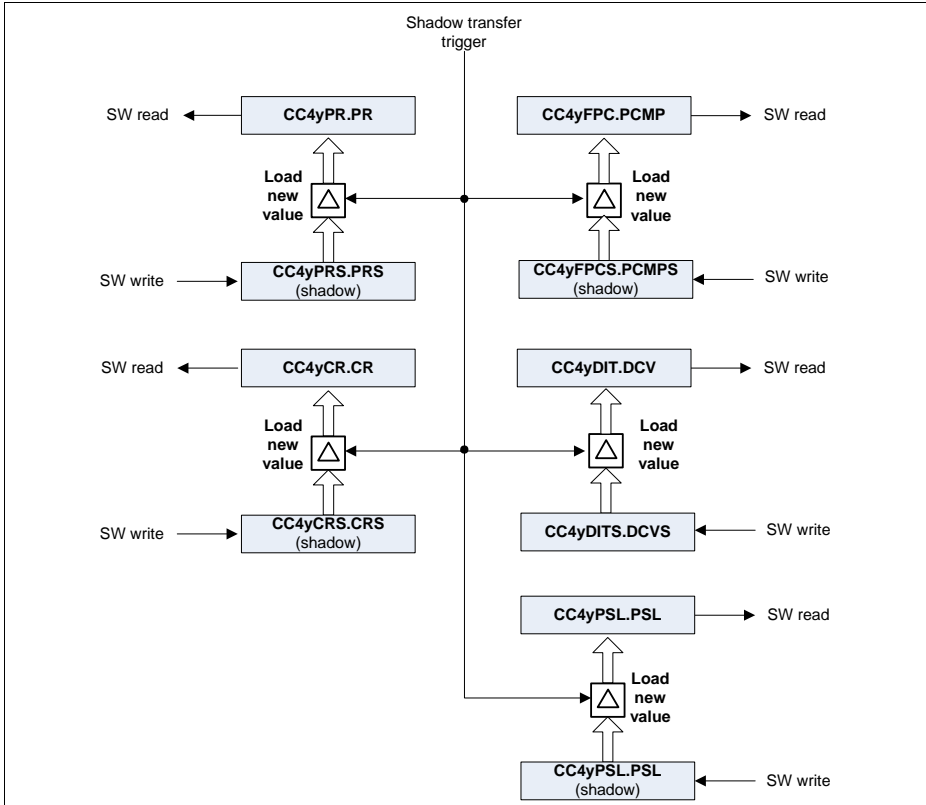 Shadow transfer
trigger
SW read
CC4yPR.PR
CC4yFPC.PCMP
SW read
Load
new
value
Load
new
value
SW write
CC4yPRS.PRS
(shadow)
CC4yFPCS.PCMPS
(shadow)
SW write
SW read
CC4yCR.CR
CC4yDIT.DCV
SW read
Load
new
value
Load
new
value
SW write
CC4yCRS.CRS
(shadow)
CC4yDITS.DCVS
SW write
CC4yPSL.PSL
SW read
Load
new
value
CC4yPSL.PSL
(shadow)
SW write